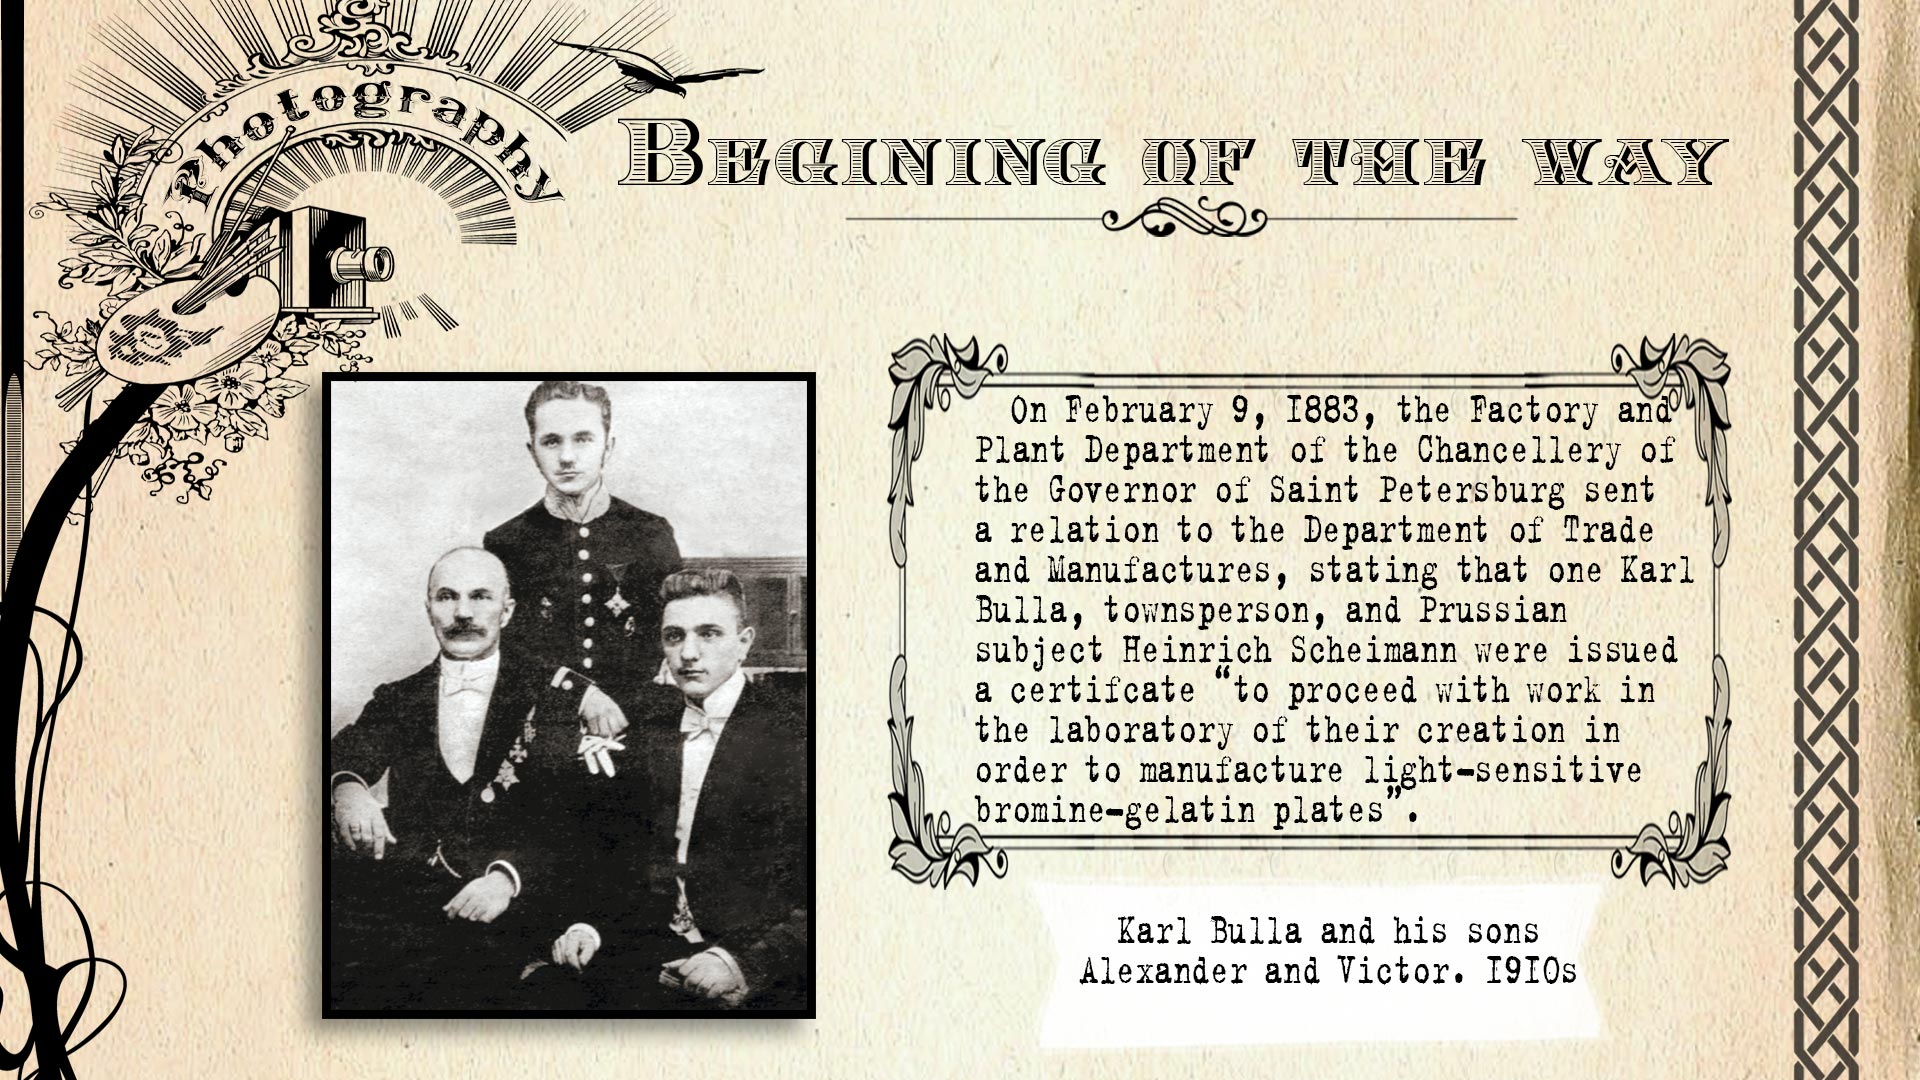 Photography
Begining of the way
On February 9, 1883, the Factory and
Plant Department of the Chancellery of
the Governor of Saint Petersburg sent
a relation to the Department of Trade
and Manufactures, stating that one Karl
Bulla, townsperson, and Prussian
subject Heinrich Scheimann were issued
a certifcate “to proceed with work in
the laboratory of their creation in
order to manufacture light-sensitive
bromine-gelatin plates”.
Karl Bulla and his sons
Alexander and Victor. 1910s